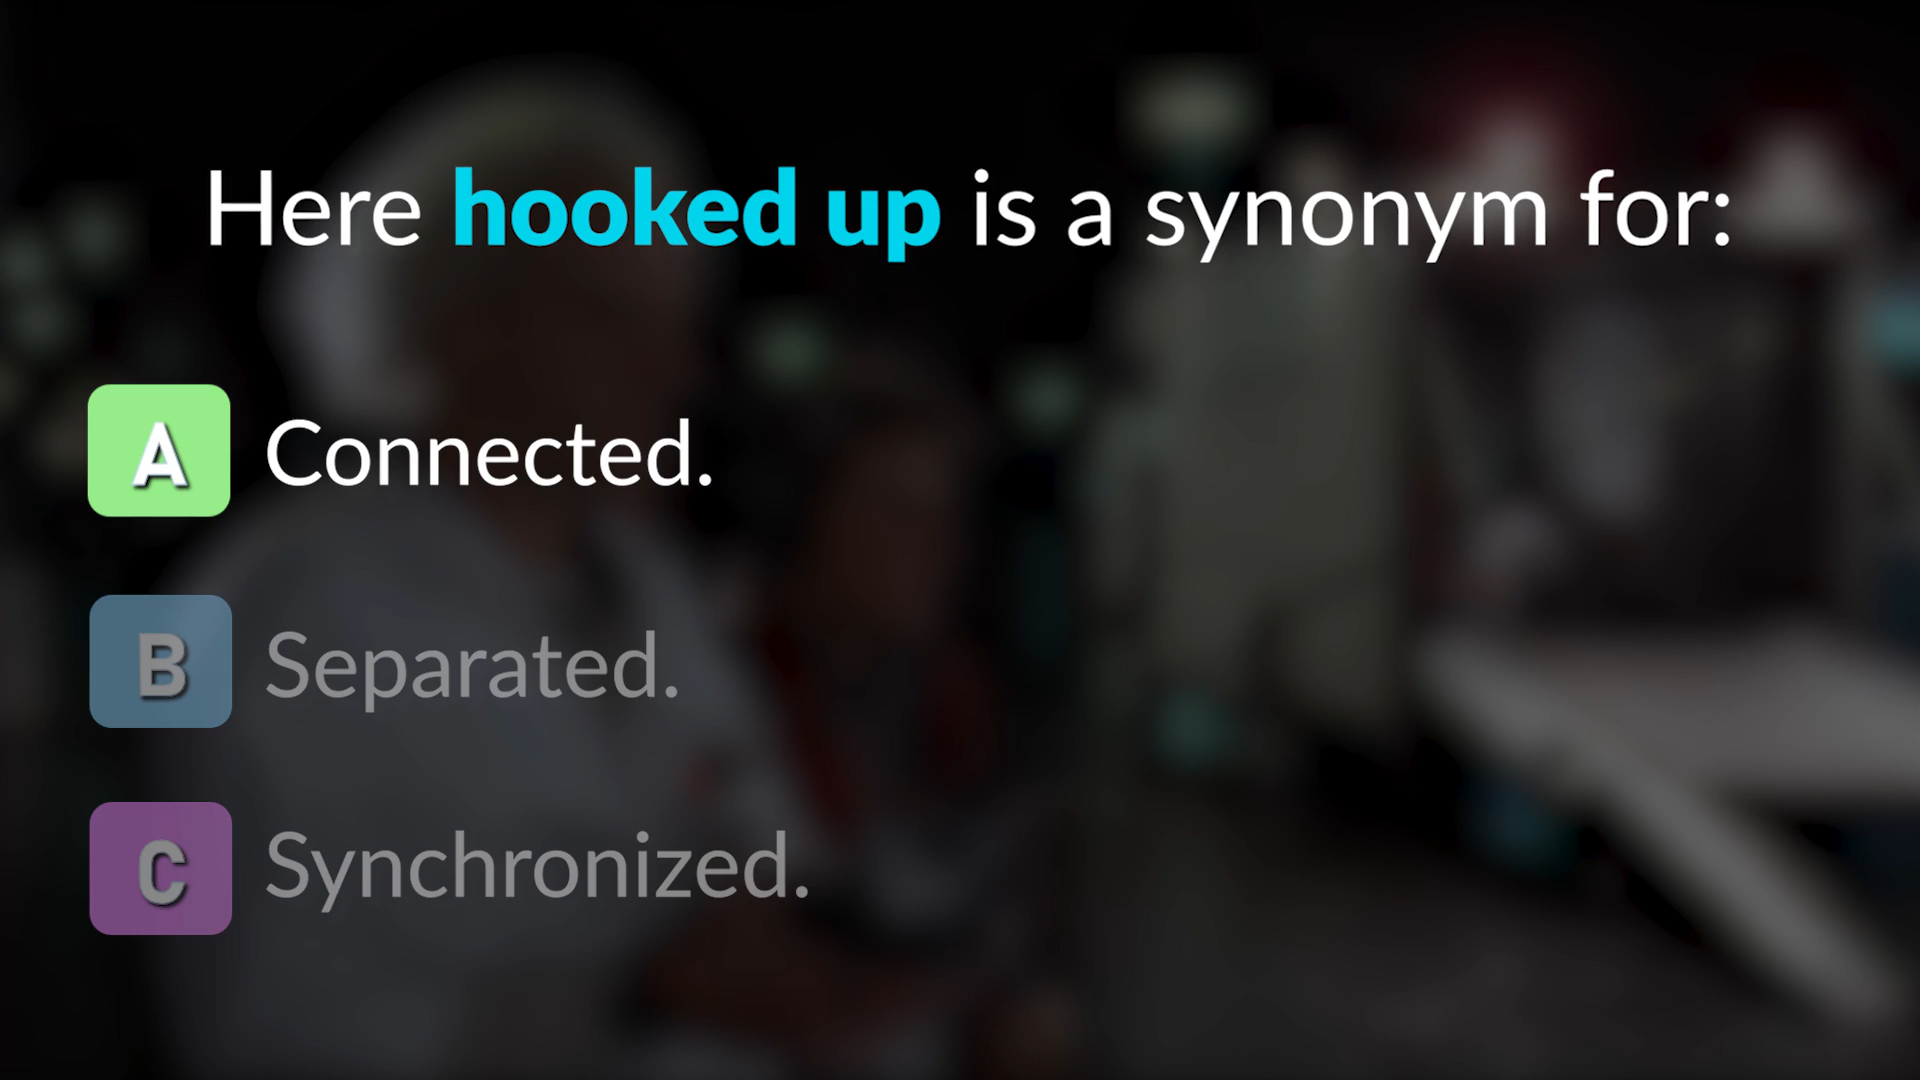 Here hooked up is a synonym for:
A Connected.
B Separated.
C Synchronized.